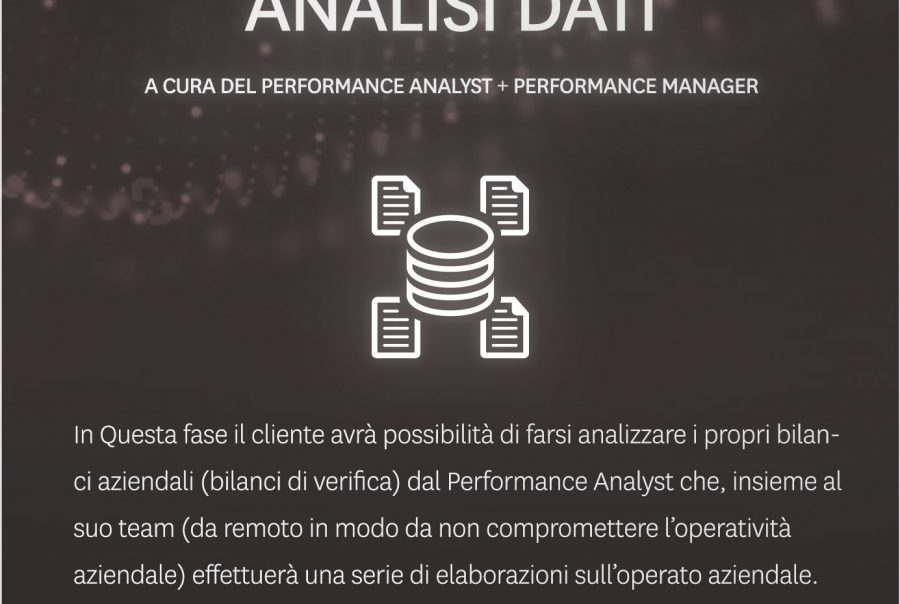 ANALISI DATI
A CURA DEL PERFORMANCE ANALYST + PERFORMANCE MANAGER
In Questa fase il cliente avrà possibilità di farsi analizzare i propri bilan-
ci aziendali (bilanci di verifica) dal Performance Analyst che, insieme al
suo team (da remoto in modo da non compromettere l’operatività
aziendale) effettuerà una serie di elaborazioni sull’operato aziendale.